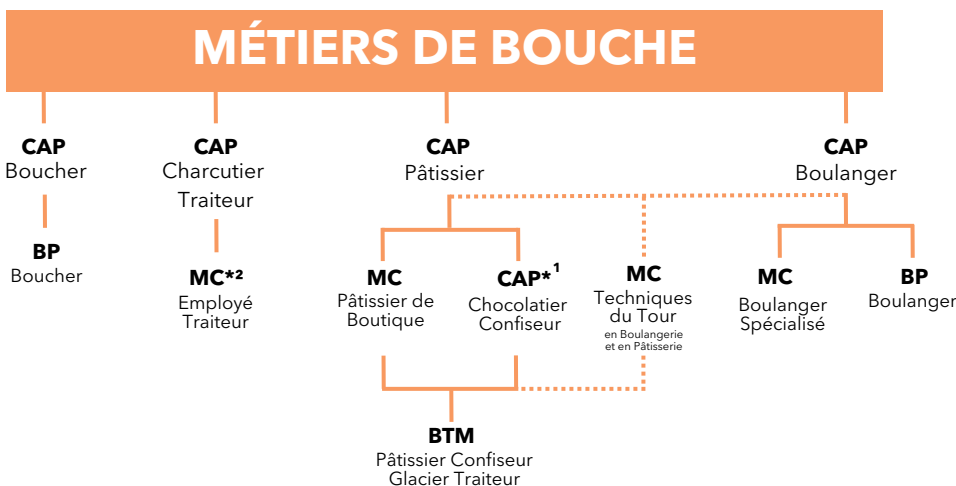 MÉTIERS DE BOUCHE
CAP
Boucher
CAP
Charcutier
Traiteur
CAP
Pâtissier
CAP
Boulanger
BP
Boucher
MC*²
Employé
Traiteur
MC
Pâtissier de
Boutique
CAP*¹
Chocolatier
Confiseur
MC
Techniques
du Tour
en Boulangerie
et en Pâtisserie
MC
Boulanger
Spécialisé
BP
Boulanger
BTM
Pâtissier Confiseur
Glacier Traiteur